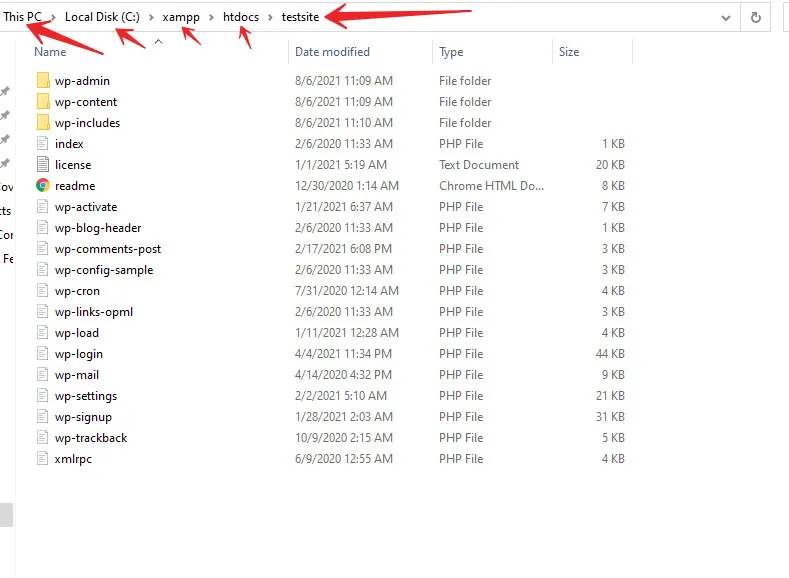 This PC > Local Disk (C:) > xampp > htdocs > testsite
Name Date modified Type Size
wp-admin 8/6/2021 11:09 AM File folder
wp-content 8/6/2021 11:09 AM File folder
wp-includes 8/6/2021 11:10 AM File folder
index 2/6/2020 11:33 AM PHP File 1 KB
license 1/1/2021 5:19 AM Text Document 20 KB
readme 12/30/2020 1:14 AM Chrome HTML Do... 8 KB
wp-activate 1/21/2021 6:37 AM PHP File 7 KB
wp-blog-header 2/6/2020 11:33 AM PHP File 1 KB
wp-comments-post 2/17/2021 6:08 PM PHP File 3 KB
wp-config-sample 2/6/2020 11:33 AM PHP File 3 KB
wp-cron 7/31/2020 12:14 AM PHP File 4 KB
wp-links-opml 2/6/2020 11:33 AM PHP File 3 KB
wp-load 1/11/2021 12:28 AM PHP File 4 KB
wp-login 4/4/2021 11:34 PM PHP File 44 KB
wp-mail 4/14/2020 4:32 PM PHP File 9 KB
wp-settings 2/2/2021 5:10 AM PHP File 21 KB
wp-signup 1/28/2021 2:03 AM PHP File 31 KB
wp-trackback 10/9/2020 2:15 AM PHP File 5 KB
xmlrpc 6/9/2020 12:55 AM PHP File 4 KB